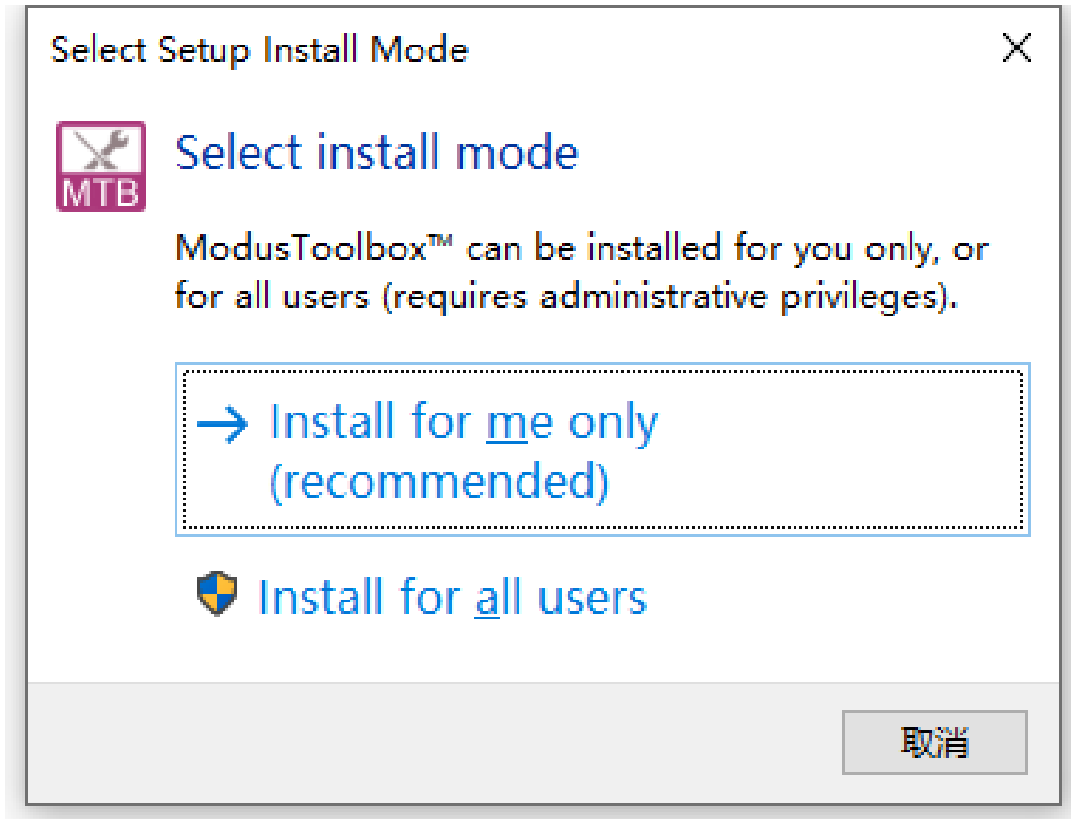 Select Setup Install Mode
MTB
Select install mode
ModusToolbox™ can be installed for you only, or
for all users (requires administrative privileges).
Install for me only
(recommended)
Install for all users
取消